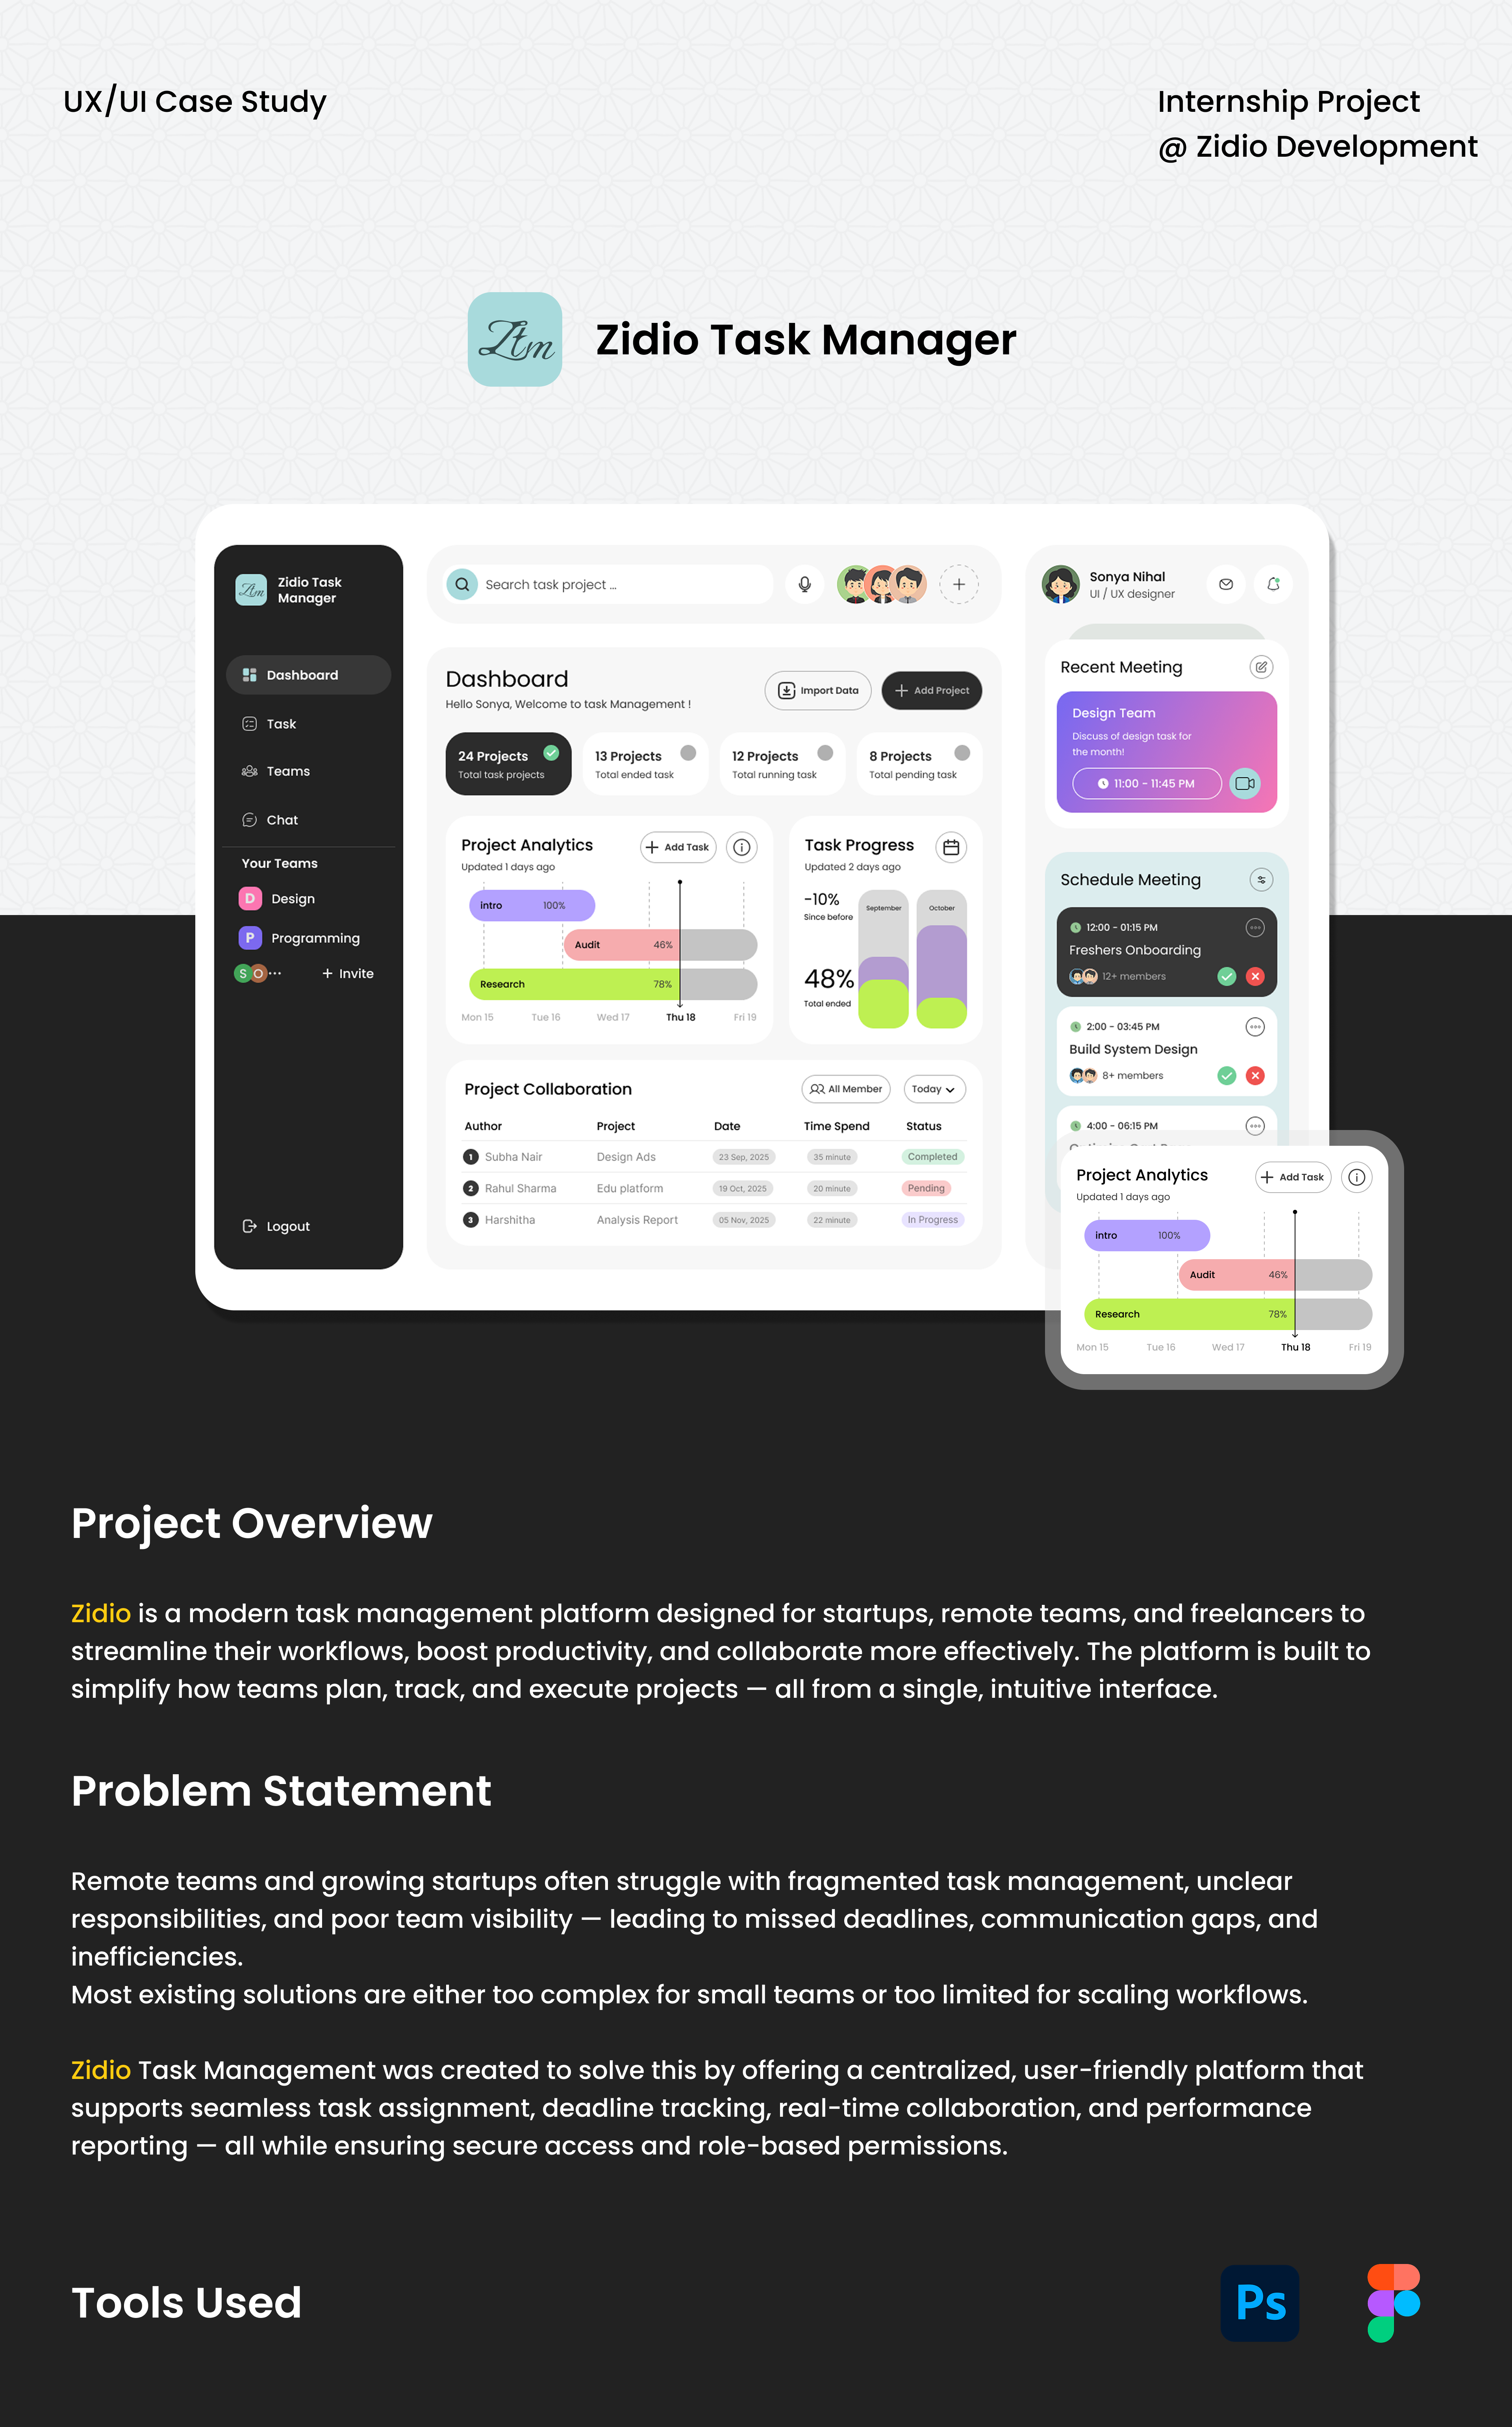 UX/UI Case Study
Internship Project
@ Zidio Development
Ztm
Zidio Task Manager
Ztm
Zidio Task
Manager
Dashboard
Task
Teams
Chat
Your Teams
D Design
P Programming
S O ... + Invite
Logout
Search task project ...
Dashboard
Hello Sonya, Welcome to task Management !
Import Data
+ Add Project
24 Projects
Total task projects
13 Projects
Total ended task
12 Projects
Total running task
8 Projects
Total pending task
Project Analytics
Updated 1 days ago
+ Add Task
intro 100%
Audit 46%
Research 78%
Mon 15 Tue 16 Wed 17 Thu 18 Fri 19
Task Progress
Updated 2 days ago
-10%
Since before
48%
Total ended
September
October
Project Collaboration
All Member
Today
Author Project Date Time Spend Status
1 Subha Nair Design Ads 23 Sep, 2025 35 minute Completed
2 Rahul Sharma Edu platform 19 Oct, 2025 20 minute Pending
3 Harshitha Analysis Report 05 Nov, 2025 22 minute In Progress
Sonya Nihal
UI / UX designer
Recent Meeting
Design Team
Discuss of design task for
the month!
11:00 - 11:45 PM
Schedule Meeting
12:00 - 01:15 PM
Freshers Onboarding
12+ members
2:00 - 03:45 PM
Build System Design
8+ members
4:00 - 06:15 PM
Project Analytics
Updated 1 days ago
+ Add Task
intro 100%
Audit 46%
Research 78%
Mon 15 Tue 16 Wed 17 Thu 18 Fri 19
Project Overview
Zidio is a modern task management platform designed for startups, remote teams, and freelancers to
streamline their workflows, boost productivity, and collaborate more effectively. The platform is built to
simplify how teams plan, track, and execute projects — all from a single, intuitive interface.
Problem Statement
Remote teams and growing startups often struggle with fragmented task management, unclear
responsibilities, and poor team visibility — leading to missed deadlines, communication gaps, and
inefficiencies.
Most existing solutions are either too complex for small teams or too limited for scaling workflows.
Zidio Task Management was created to solve this by offering a centralized, user-friendly platform that
supports seamless task assignment, deadline tracking, real-time collaboration, and performance
reporting — all while ensuring secure access and role-based permissions.
Tools Used
Ps